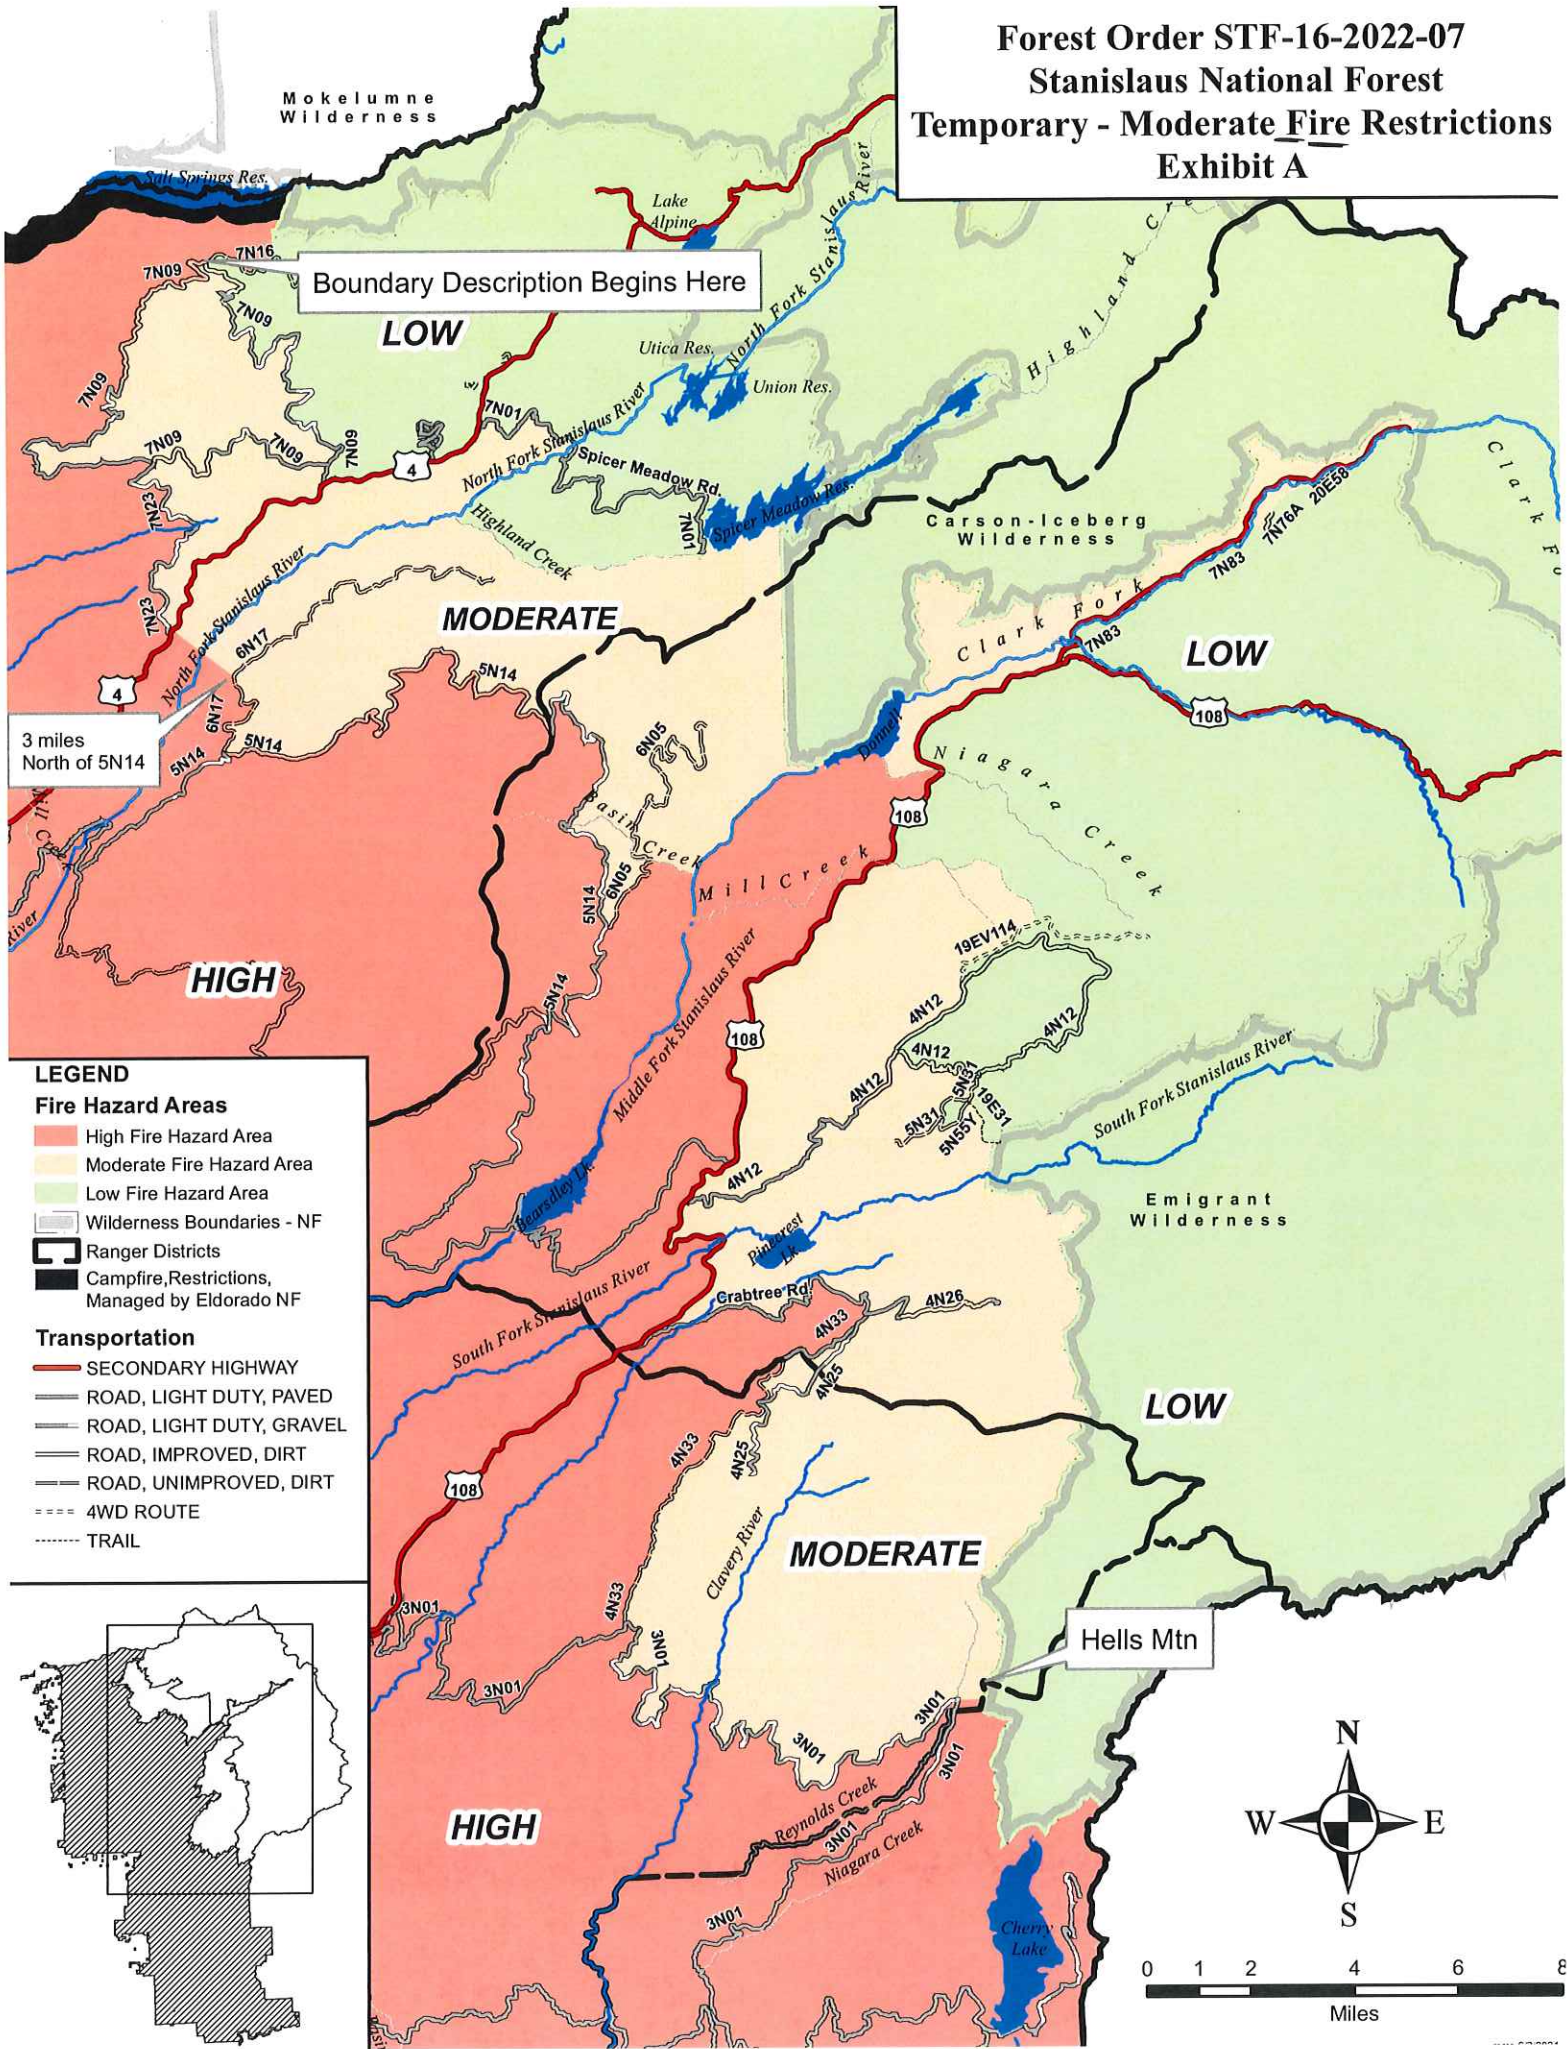 Forest Order STF-16-2022-07
Stanislaus National Forest
Temporary - Moderate Fire Restrictions
Exhibit A
Mokelumne
Wilderness
Salt Springs Res.
Lake
Alpine
North Fork Stanislaus River
Highland Cre
7N16
7N09
Boundary Description Begins Here
7N09
LOW
Utica Res.
Union Res.
7N09
7N01
North Fork Stanislaus River
7N09
7N09
7N09
4
Spicer Meadow Rd.
Clark Fo
7N23
Highland Creek
7N01
Spicer Meadow Res.
Carson-Iceberg
Wilderness
7N76A
20E58
7N83
North Fork Stanislaus River
7N23
6N17
MODERATE
Clark Fork
7N83
LOW
4
5N14
108
6N17
3 miles
North of 5N14
5N14
5N14
6N05
Donnell
Niagara Creek
108
Basin Creek
Mill Creek
5N14
6N05
River
19EV114
HIGH
5N14
Middle Fork Stanislaus River
4N12
4N12
108
4N12
4N12
5N31
19E31
5N31
5N55Y
South Fork Stanislaus River
4N12
Bearsdley Lk.
Emigrant
Wilderness
Pinecrest
Lk
South Fork Stanislaus River
Crabtree Rd.
4N26
4N33
4N25
LOW
4N33
4N25
108
Clavery River
MODERATE
3N01
4N33
3N01
Hells Mtn
3N01
3N01
3N01
3N01
HIGH
Reynolds Creek
3N01
Niagara Creek
3N01
Cherry
Lake
LEGEND
Fire Hazard Areas
High Fire Hazard Area
Moderate Fire Hazard Area
Low Fire Hazard Area
Wilderness Boundaries - NF
Ranger Districts
Campfire,Restrictions,
Managed by Eldorado NF
Transportation
SECONDARY HIGHWAY
ROAD, LIGHT DUTY, PAVED
ROAD, LIGHT DUTY, GRAVEL
ROAD, IMPROVED, DIRT
ROAD, UNIMPROVED, DIRT
4WD ROUTE
TRAIL
N
W E
S
0 1 2 4 6 8
Miles